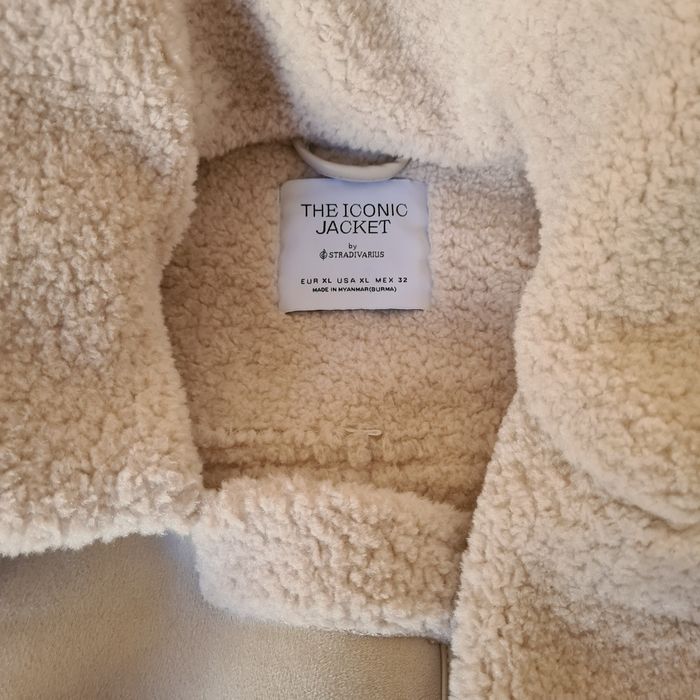 THE ICONIC
JACKET
by
STRADIVARIUS
EUR XL USA XL MEX 32
MADE IN MYANMAR(BURMA)